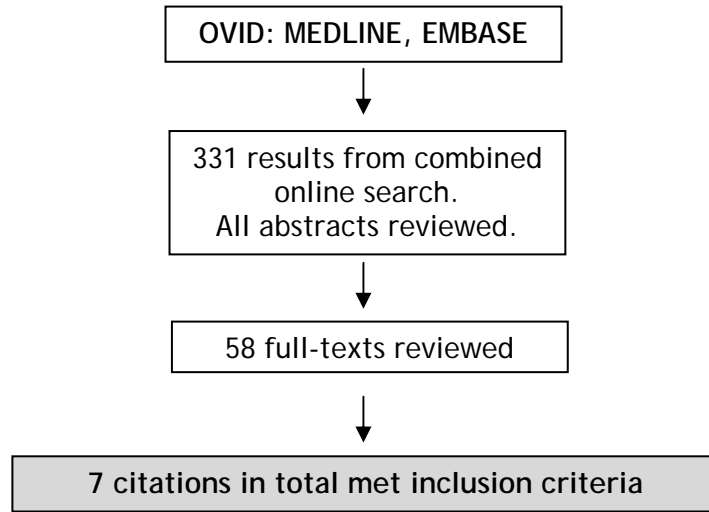 OVID: MEDLINE, EMBASE
331 results from combined
online search.
All abstracts reviewed.
58 full-texts reviewed
7 citations in total met inclusion criteria